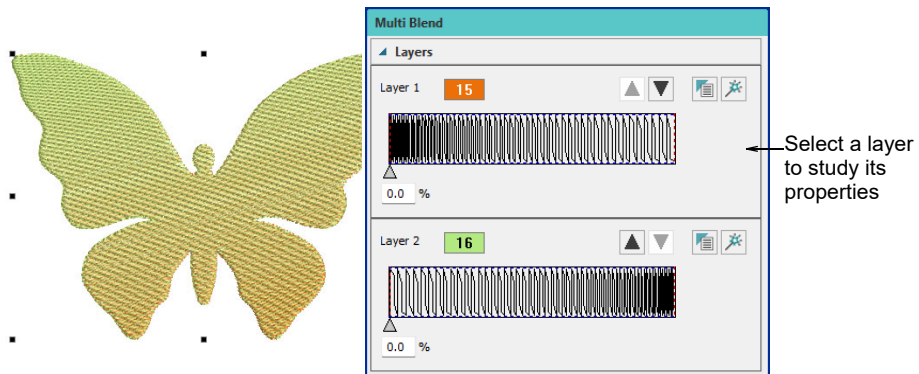 Multi Blend
Layers
Layer 1 15
0.0 %
Layer 2 16
0.0 %
Select a layer
to study its
properties